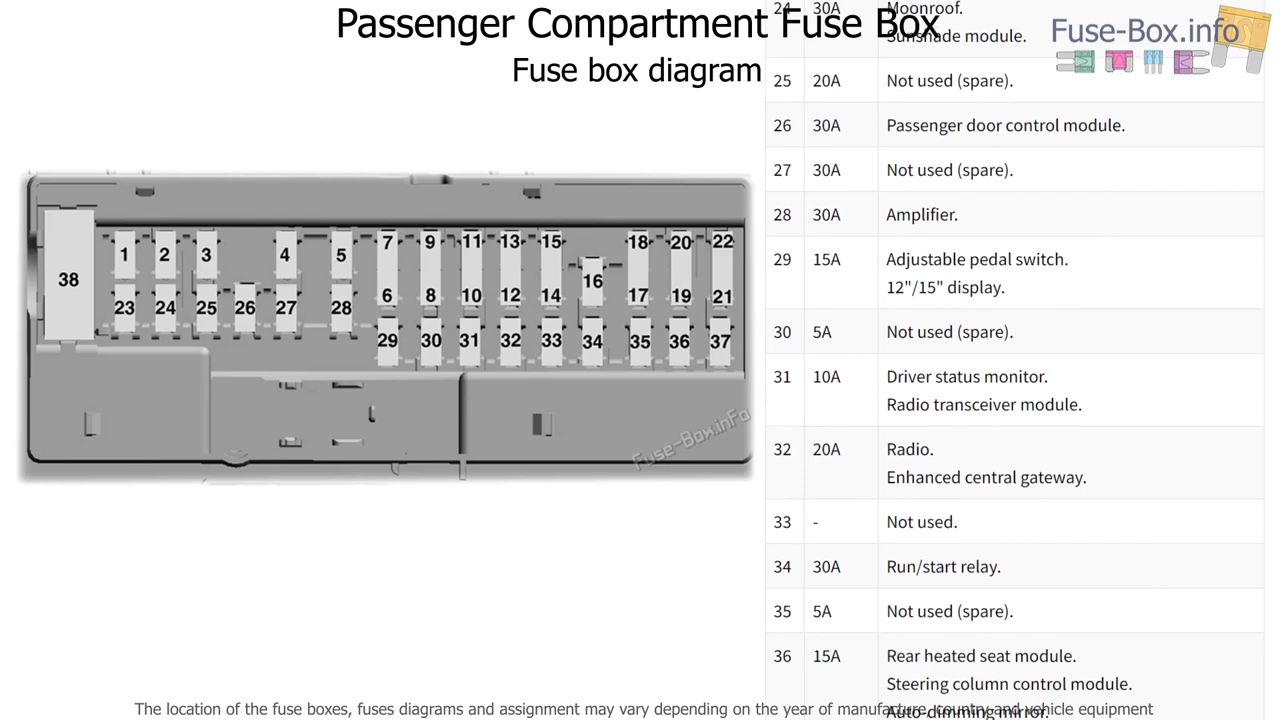 Passenger Compartment Fuse Box
Fuse box diagram
Fuse-Box.info
24 30A Moonroof.
Sunshade module.
25 20A Not used (spare).
26 30A Passenger door control module.
27 30A Not used (spare).
28 30A Amplifier.
29 15A Adjustable pedal switch.
12"/15" display.
30 5A Not used (spare).
31 10A Driver status monitor.
Radio transceiver module.
32 20A Radio.
Enhanced central gateway.
33 - Not used.
34 30A Run/start relay.
35 5A Not used (spare).
36 15A Rear heated seat module.
Steering column control module.
Auto-dimming mirror.
38
1 2 3 4 5 7 9 11 13 15 18 20 22
16
23 24 25 26 27 28 6 8 10 12 14 17 19 21
29 30 31 32 33 34 35 36 37
Fuse-Box.inFo
The location of the fuse boxes, fuses diagrams and assignment may vary depending on the year of manufacture, country and vehicle equipment